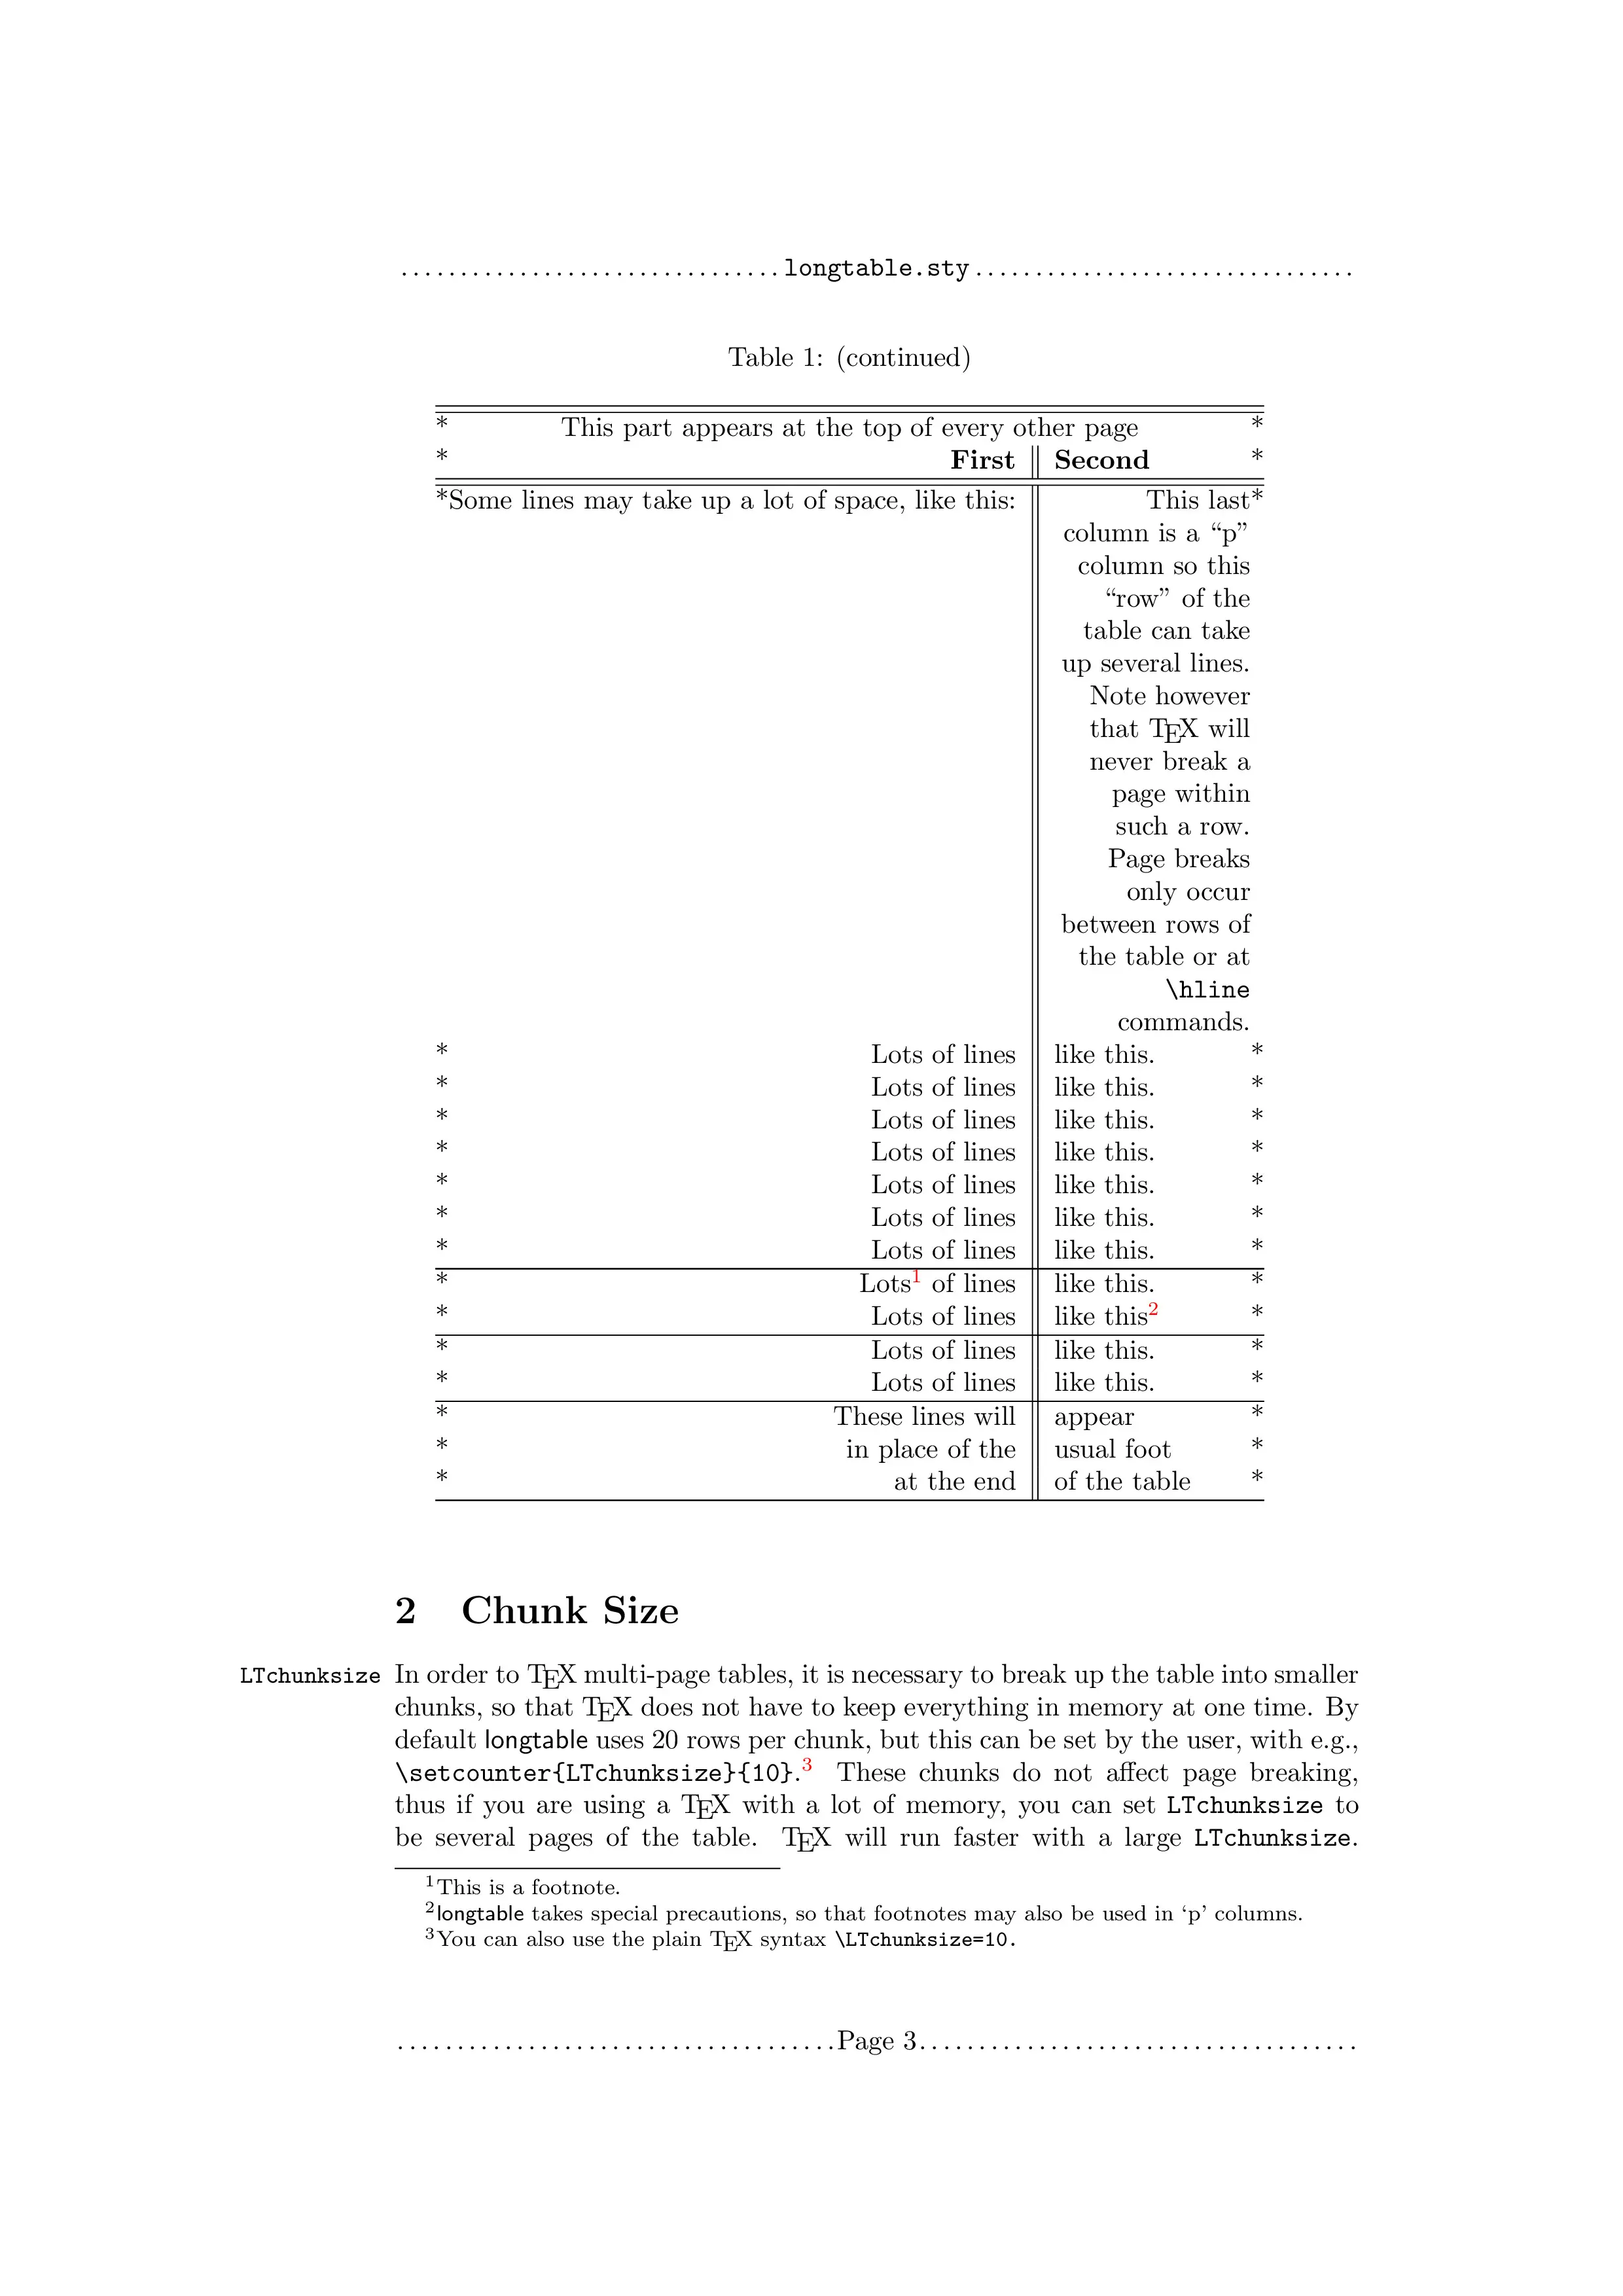 ................................longtable.sty................................
Table 1: (continued)
* This part appears at the top of every other page *
* First Second *
*Some lines may take up a lot of space, like this: This last*
column is a “p”
column so this
“row” of the
table can take
up several lines.
Note however
that TEX will
never break a
page within
such a row.
Page breaks
only occur
between rows of
the table or at
\hline
commands.
* Lots of lines like this. *
* Lots of lines like this. *
* Lots of lines like this. *
* Lots of lines like this. *
* Lots of lines like this. *
* Lots of lines like this. *
* Lots of lines like this. *
* Lots1 of lines like this. *
* Lots of lines like this2 *
* Lots of lines like this. *
* Lots of lines like this. *
* These lines will appear *
* in place of the usual foot *
* at the end of the table *
2 Chunk Size
LTchunksize In order to TEX multi-page tables, it is necessary to break up the table into smaller
chunks, so that TEX does not have to keep everything in memory at one time. By
default longtable uses 20 rows per chunk, but this can be set by the user, with e.g.,
\setcounter{LTchunksize}{10}.3 These chunks do not affect page breaking,
thus if you are using a TEX with a lot of memory, you can set LTchunksize to
be several pages of the table. TEX will run faster with a large LTchunksize.
1This is a footnote.
2longtable takes special precautions, so that footnotes may also be used in ‘p’ columns.
3You can also use the plain TEX syntax \LTchunksize=10.
.....................................Page 3.....................................